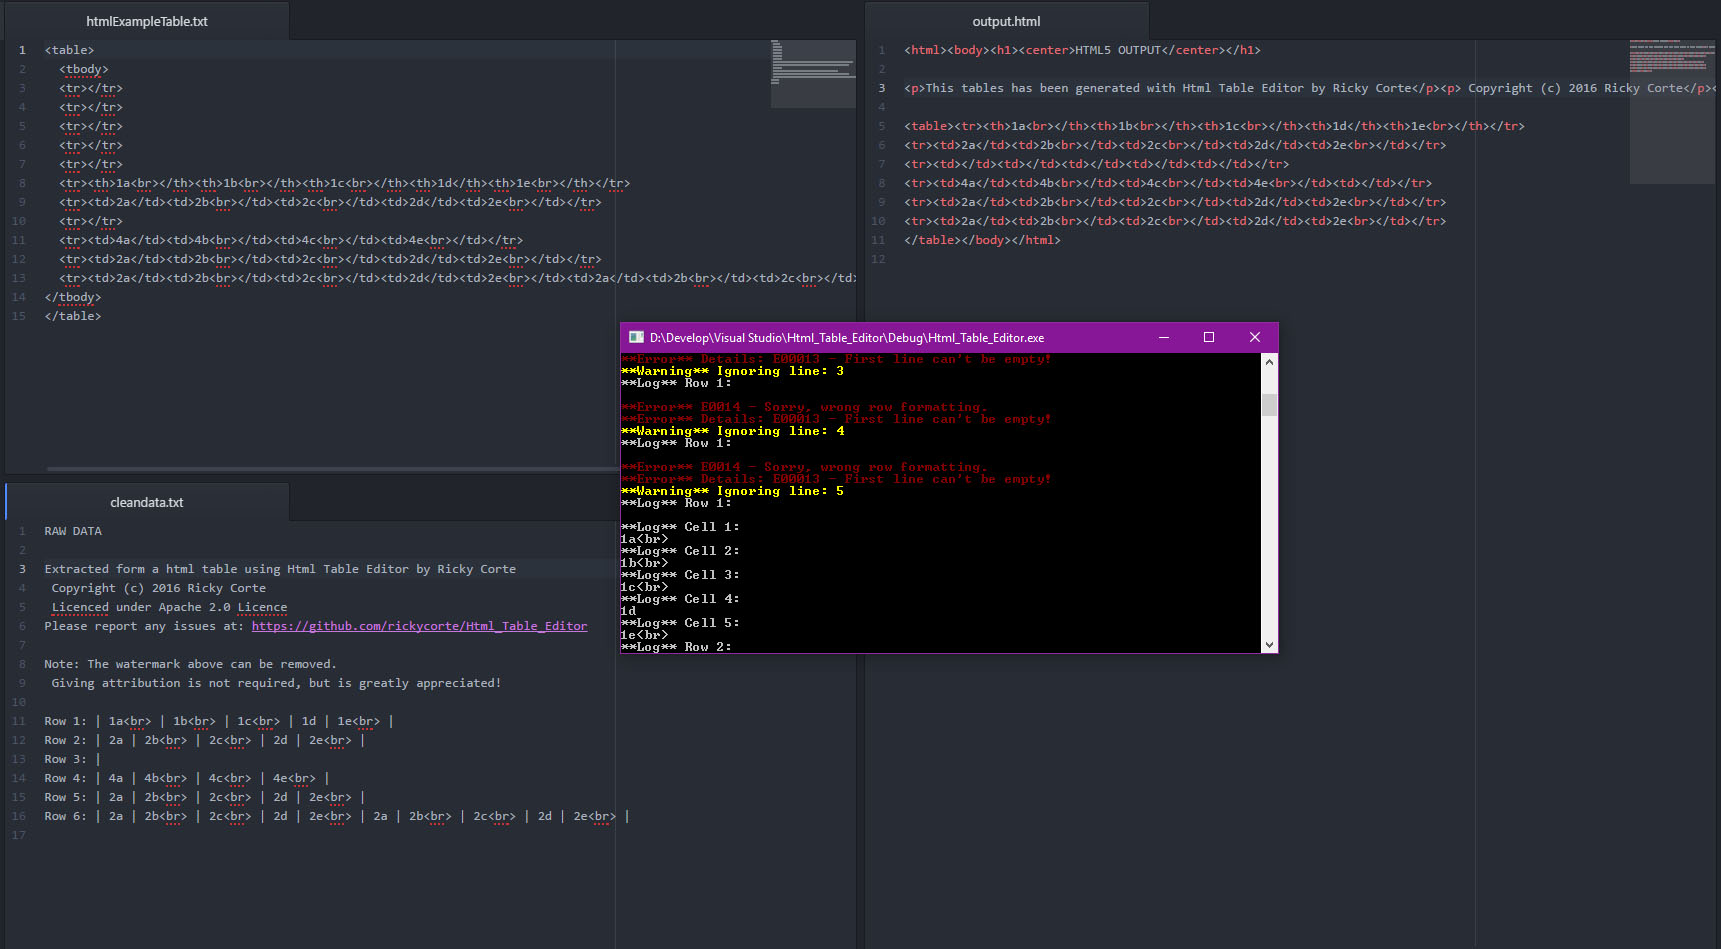 htmlExampleTable.txt
1 <table>
2 <tbody>
3 <tr></tr>
4 <tr></tr>
5 <tr></tr>
6 <tr></tr>
7 <tr></tr>
8 <tr><th>1a<br></th><th>1b<br></th><th>1c<br></th><th>1d</th><th>1e<br></th></tr>
9 <tr><td>2a</td><td>2b<br></td><td>2c<br></td><td>2d</td><td>2e<br></td></tr>
10 <tr></tr>
11 <tr><td>4a</td><td>4b<br></td><td>4c<br></td><td>4e<br></td></tr>
12 <tr><td>2a</td><td>2b<br></td><td>2c<br></td><td>2d</td><td>2e<br></td></tr>
13 <tr><td>2a</td><td>2b<br></td><td>2c<br></td><td>2d</td><td>2e<br></td><td>2a</td><td>2b<br></td><td>2c<br></td>
14 </tbody>
15 </table>
output.html
1 <html><body><h1><center>HTML5 OUTPUT</center></h1>
2
3 <p>This tables has been generated with Html Table Editor by Ricky Corte</p><p> Copyright (c) 2016 Ricky Corte</p><
4
5 <table><tr><th>1a<br></th><th>1b<br></th><th>1c<br></th><th>1d</th><th>1e<br></th></tr>
6 <tr><td>2a</td><td>2b<br></td><td>2c<br></td><td>2d</td><td>2e<br></td></tr>
7 <tr><td></td><td></td><td></td><td></td><td></td></tr>
8 <tr><td>4a</td><td>4b<br></td><td>4c<br></td><td>4e<br></td><td></td></tr>
9 <tr><td>2a</td><td>2b<br></td><td>2c<br></td><td>2d</td><td>2e<br></td></tr>
10 <tr><td>2a</td><td>2b<br></td><td>2c<br></td><td>2d</td><td>2e<br></td></tr>
11 </table></body></html>
12
D:\Develop\Visual Studio\Html_Table_Editor\Debug\Html_Table_Editor.exe
**Error** Details: E00013 - First line can't be empty!
**Warning** Ignoring line: 3
**Log** Row 1:
**Error** E0014 - Sorry, wrong row formatting.
**Error** Details: E00013 - First line can't be empty!
**Warning** Ignoring line: 4
**Log** Row 1:
**Error** E0014 - Sorry, wrong row formatting.
**Error** Details: E00013 - First line can't be empty!
**Warning** Ignoring line: 5
**Log** Row 1:
**Log** Cell 1:
1a<br>
**Log** Cell 2:
1b<br>
**Log** Cell 3:
1c<br>
**Log** Cell 4:
1d
**Log** Cell 5:
1e<br>
**Log** Row 2:
cleandata.txt
1 RAW DATA
2
3 Extracted form a html table using Html Table Editor by Ricky Corte
4 Copyright (c) 2016 Ricky Corte
5 Licenced under Apache 2.0 Licence
6 Please report any issues at: https://github.com/rickycorte/Html_Table_Editor
7
8 Note: The watermark above can be removed.
9 Giving attribution is not required, but is greatly appreciated!
10
11 Row 1: | 1a<br> | 1b<br> | 1c<br> | 1d | 1e<br> |
12 Row 2: | 2a | 2b<br> | 2c<br> | 2d | 2e<br> |
13 Row 3: |
14 Row 4: | 4a | 4b<br> | 4c<br> | 4e<br> |
15 Row 5: | 2a | 2b<br> | 2c<br> | 2d | 2e<br> |
16 Row 6: | 2a | 2b<br> | 2c<br> | 2d | 2e<br> | 2a | 2b<br> | 2c<br> | 2d | 2e<br> |
17